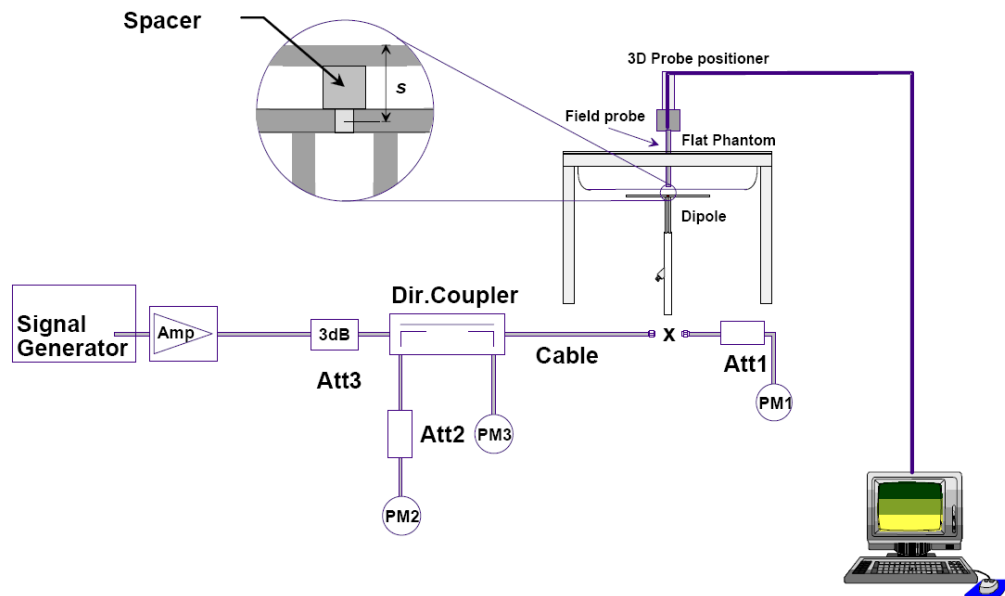 Spacer
s
3D Probe positioner
Field probe
Flat Phantom
Dipole
Signal
Generator
Amp
3dB
Att3
Dir.Coupler
Cable
X
Att1
PM1
Att2
PM3
PM2